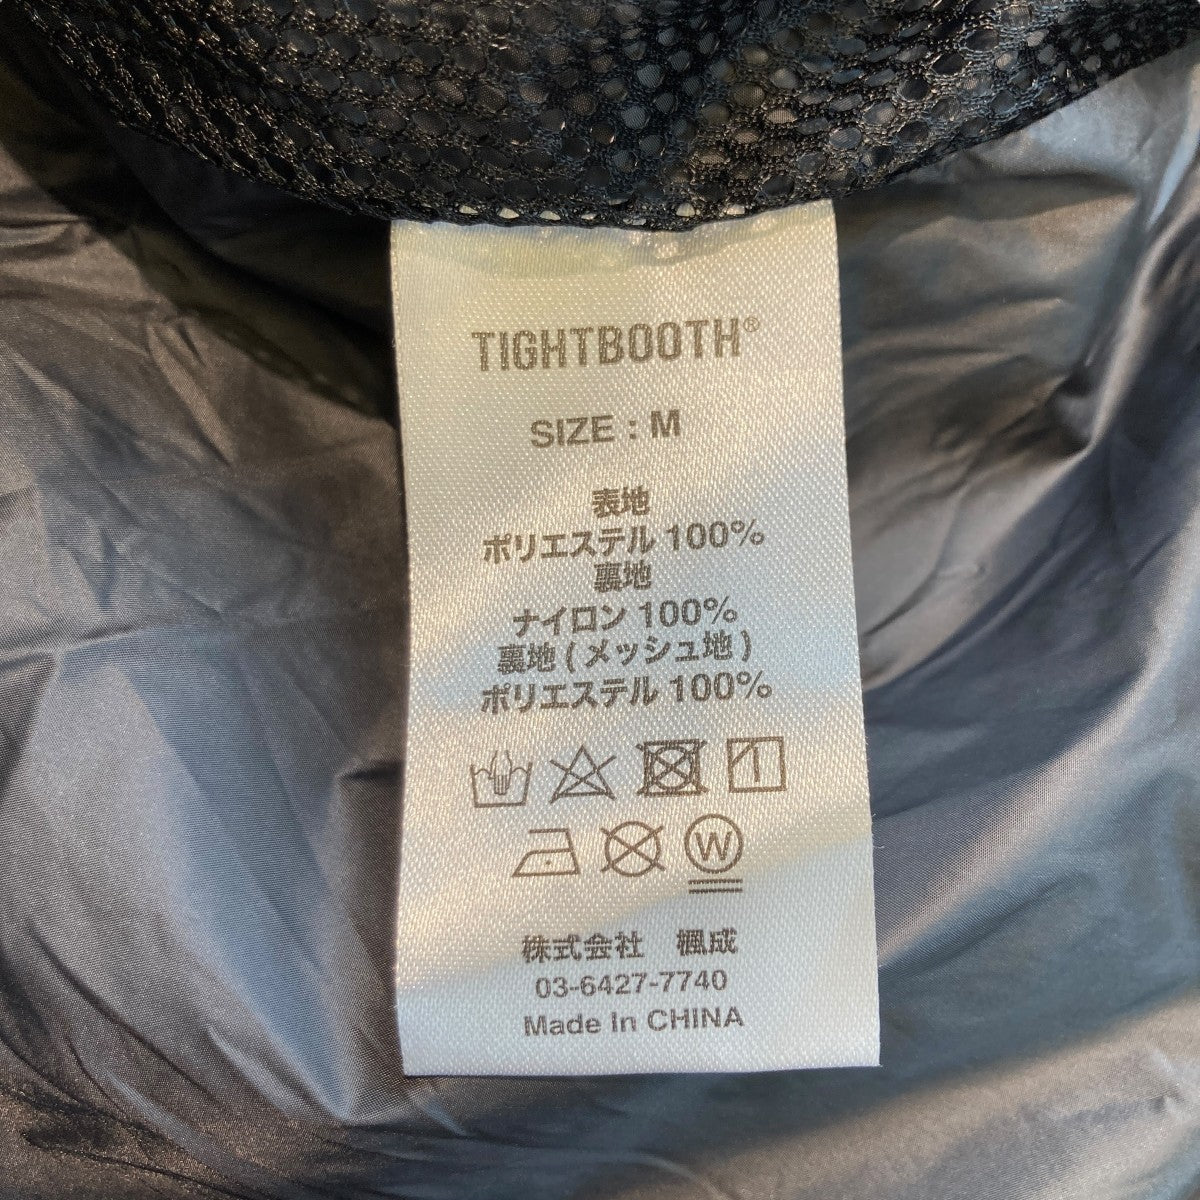 TIGHTBOOTH®
SIZE : M
表地
ポリエステル 100%
裏地
ナイロン 100%
裏地 ( メッシュ地 )
ポリエステル 100%
W
株式会社　楓成
03-6427-7740
Made In CHINA